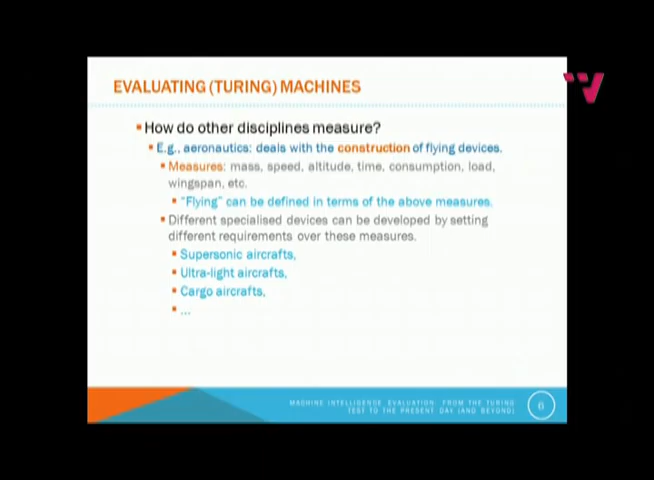 EVALUATING (TURING) MACHINES
How do other disciplines measure?
E.g., aeronautics: deals with the construction of flying devices.
Measures: mass, speed, altitude, time, consumption, load,
wingspan, etc.
"Flying" can be defined in terms of the above measures.
Different specialised devices can be developed by setting
different requirements over these measures.
Supersonic aircrafts,
Ultra-light aircrafts,
Cargo aircrafts,
...
MACHINE INTELLIGENCE EVALUATION: FROM THE TURING
TEST TO THE PRESENT DAY (AND BEYOND)
6